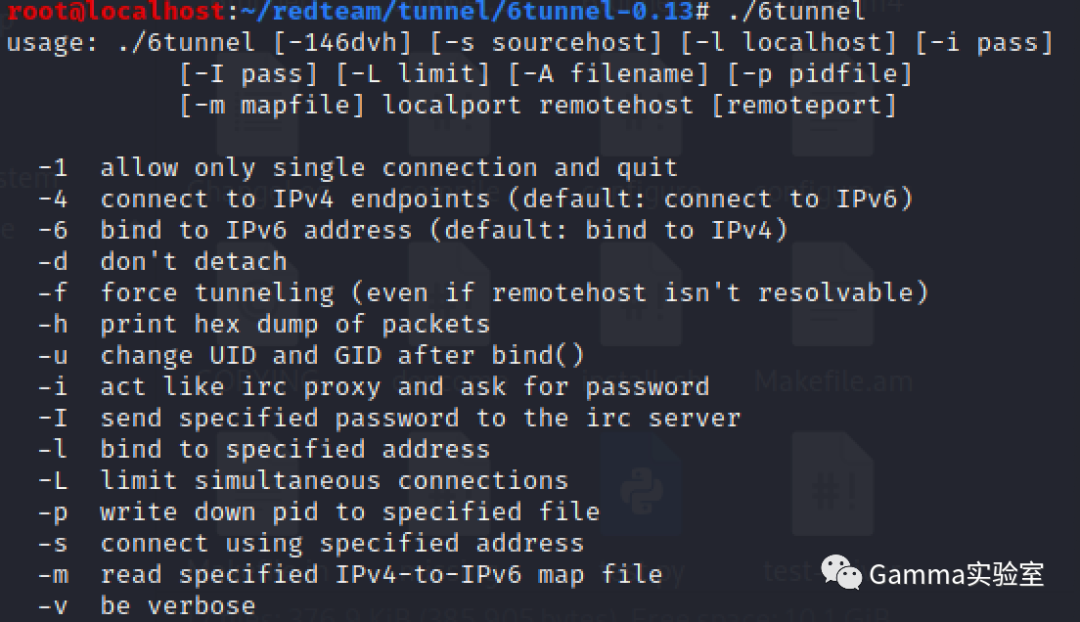 root@localhost:~/redteam/tunnel/6tunnel-0.13# ./6tunnel
usage: ./6tunnel [-146dvh] [-s sourcehost] [-l localhost] [-i pass]
[-I pass] [-L limit] [-A filename] [-p pidfile]
[-m mapfile] localport remotehost [remoteport]
-1 allow only single connection and quit
-4 connect to IPv4 endpoints (default: connect to IPv6)
-6 bind to IPv6 address (default: bind to IPv4)
-d don't detach
-f force tunneling (even if remotehost isn't resolvable)
-h print hex dump of packets
-u change UID and GID after bind()
-i act like irc proxy and ask for password
Makefile.am
-I send specified password to the irc server
-l bind to specified address
-L limit simultaneous connections
-p write down pid to specified file
-s connect using specified address
-m read specified IPv4-to-IPv6 map file
Gamma实验室
-v be verbose